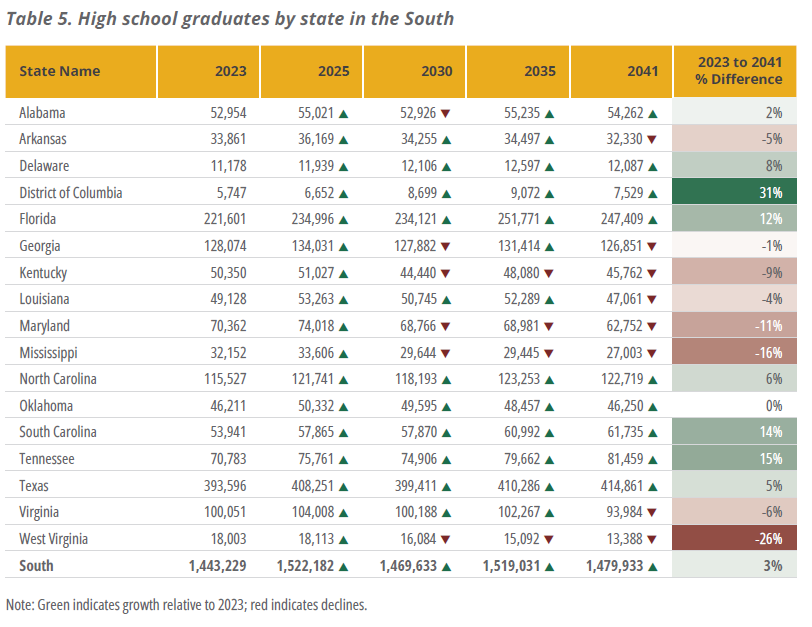 Table 5. High school graduates by state in the South
State Name 2023 2025 2030 2035 2041 2023 to 2041
% Difference
Alabama 52,954 55,021 ▲ 52,926 ▼ 55,235 ▲ 54,262 ▲ 2%
Arkansas 33,861 36,169 ▲ 34,255 ▲ 34,497 ▲ 32,330 ▼ -5%
Delaware 11,178 11,939 ▲ 12,106 ▲ 12,597 ▲ 12,087 ▲ 8%
District of Columbia 5,747 6,652 ▲ 8,699 ▲ 9,072 ▲ 7,529 ▲ 31%
Florida 221,601 234,996 ▲ 234,121 ▲ 251,771 ▲ 247,409 ▲ 12%
Georgia 128,074 134,031 ▲ 127,882 ▼ 131,414 ▲ 126,851 ▼ -1%
Kentucky 50,350 51,027 ▲ 44,440 ▼ 48,080 ▼ 45,762 ▼ -9%
Louisiana 49,128 53,263 ▲ 50,745 ▲ 52,289 ▲ 47,061 ▼ -4%
Maryland 70,362 74,018 ▲ 68,766 ▼ 68,981 ▼ 62,752 ▼ -11%
Mississippi 32,152 33,606 ▲ 29,644 ▼ 29,445 ▼ 27,003 ▼ -16%
North Carolina 115,527 121,741 ▲ 118,193 ▲ 123,253 ▲ 122,719 ▲ 6%
Oklahoma 46,211 50,332 ▲ 49,595 ▲ 48,457 ▲ 46,250 ▲ 0%
South Carolina 53,941 57,865 ▲ 57,870 ▲ 60,992 ▲ 61,735 ▲ 14%
Tennessee 70,783 75,761 ▲ 74,906 ▲ 79,662 ▲ 81,459 ▲ 15%
Texas 393,596 408,251 ▲ 399,411 ▲ 410,286 ▲ 414,861 ▲ 5%
Virginia 100,051 104,008 ▲ 100,188 ▲ 102,267 ▲ 93,984 ▼ -6%
West Virginia 18,003 18,113 ▲ 16,084 ▼ 15,092 ▼ 13,388 ▼ -26%
South 1,443,229 1,522,182 ▲ 1,469,633 ▲ 1,519,031 ▲ 1,479,933 ▲ 3%
Note: Green indicates growth relative to 2023; red indicates declines.